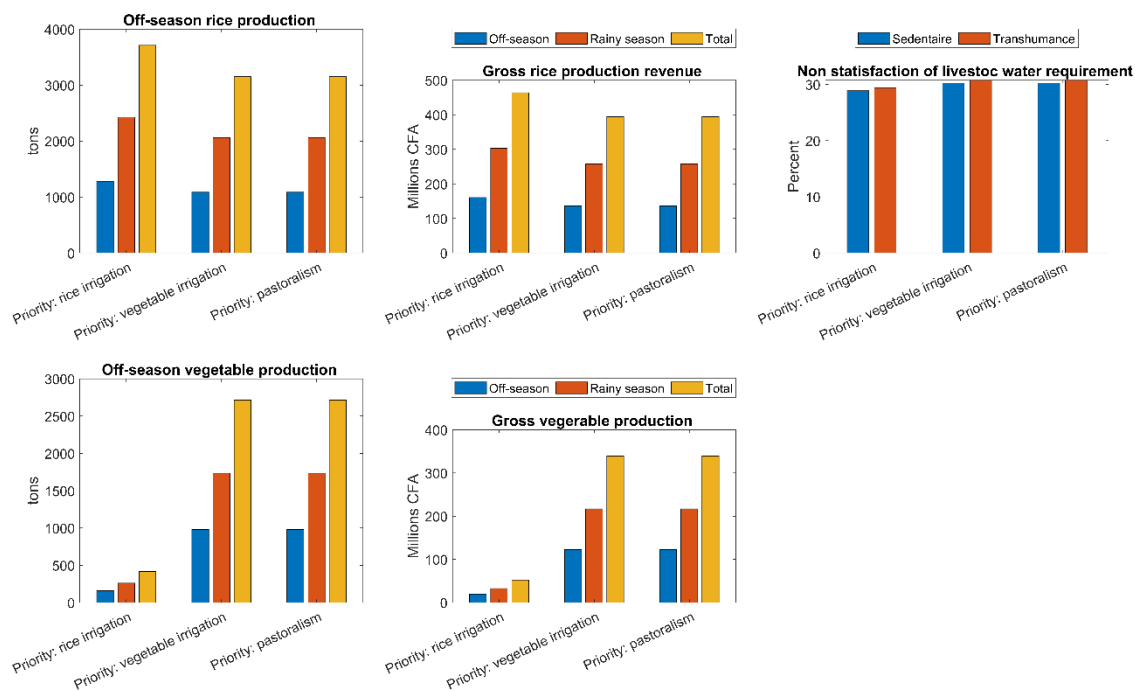 Off-season rice production
4000
3000
2000
1000
0
tons
Priority: rice irrigation
Priority: vegetable irrigation
Priority: pastoralism
Off-season Rainy season Total
Gross rice production revenue
500
400
300
200
100
0
Millions CFA
Priority: rice irrigation
Priority: vegetable irrigation
Priority: pastoralism
Sedentaire Transhumance
Non statisfaction of livestoc water requirement
30
20
10
0
Percent
Priority: rice irrigation
Priority: vegetable irrigation
Priority: pastoralism
Off-season vegetable production
3000
2500
2000
1500
1000
500
0
tons
Priority: rice irrigation
Priority: vegetable irrigation
Priority: pastoralism
Off-season Rainy season Total
Gross vegerable production
400
300
200
100
0
Millions CFA
Priority: rice irrigation
Priority: vegetable irrigation
Priority: pastoralism